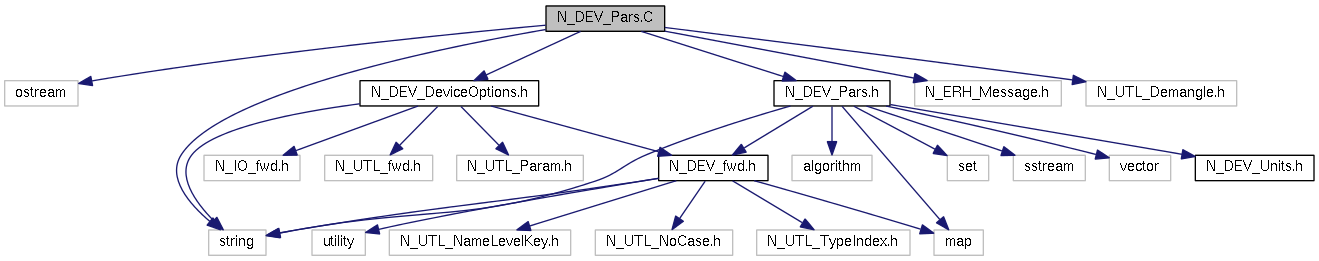 N_DEV_Pars.C
ostream
N_DEV_DeviceOptions.h
N_DEV_Pars.h
N_ERH_Message.h
N_UTL_Demangle.h
N_IO_fwd.h
N_UTL_fwd.h
N_UTL_Param.h
N_DEV_fwd.h
algorithm
set
sstream
vector
N_DEV_Units.h
string
utility
N_UTL_NameLevelKey.h
N_UTL_NoCase.h
N_UTL_TypeIndex.h
map